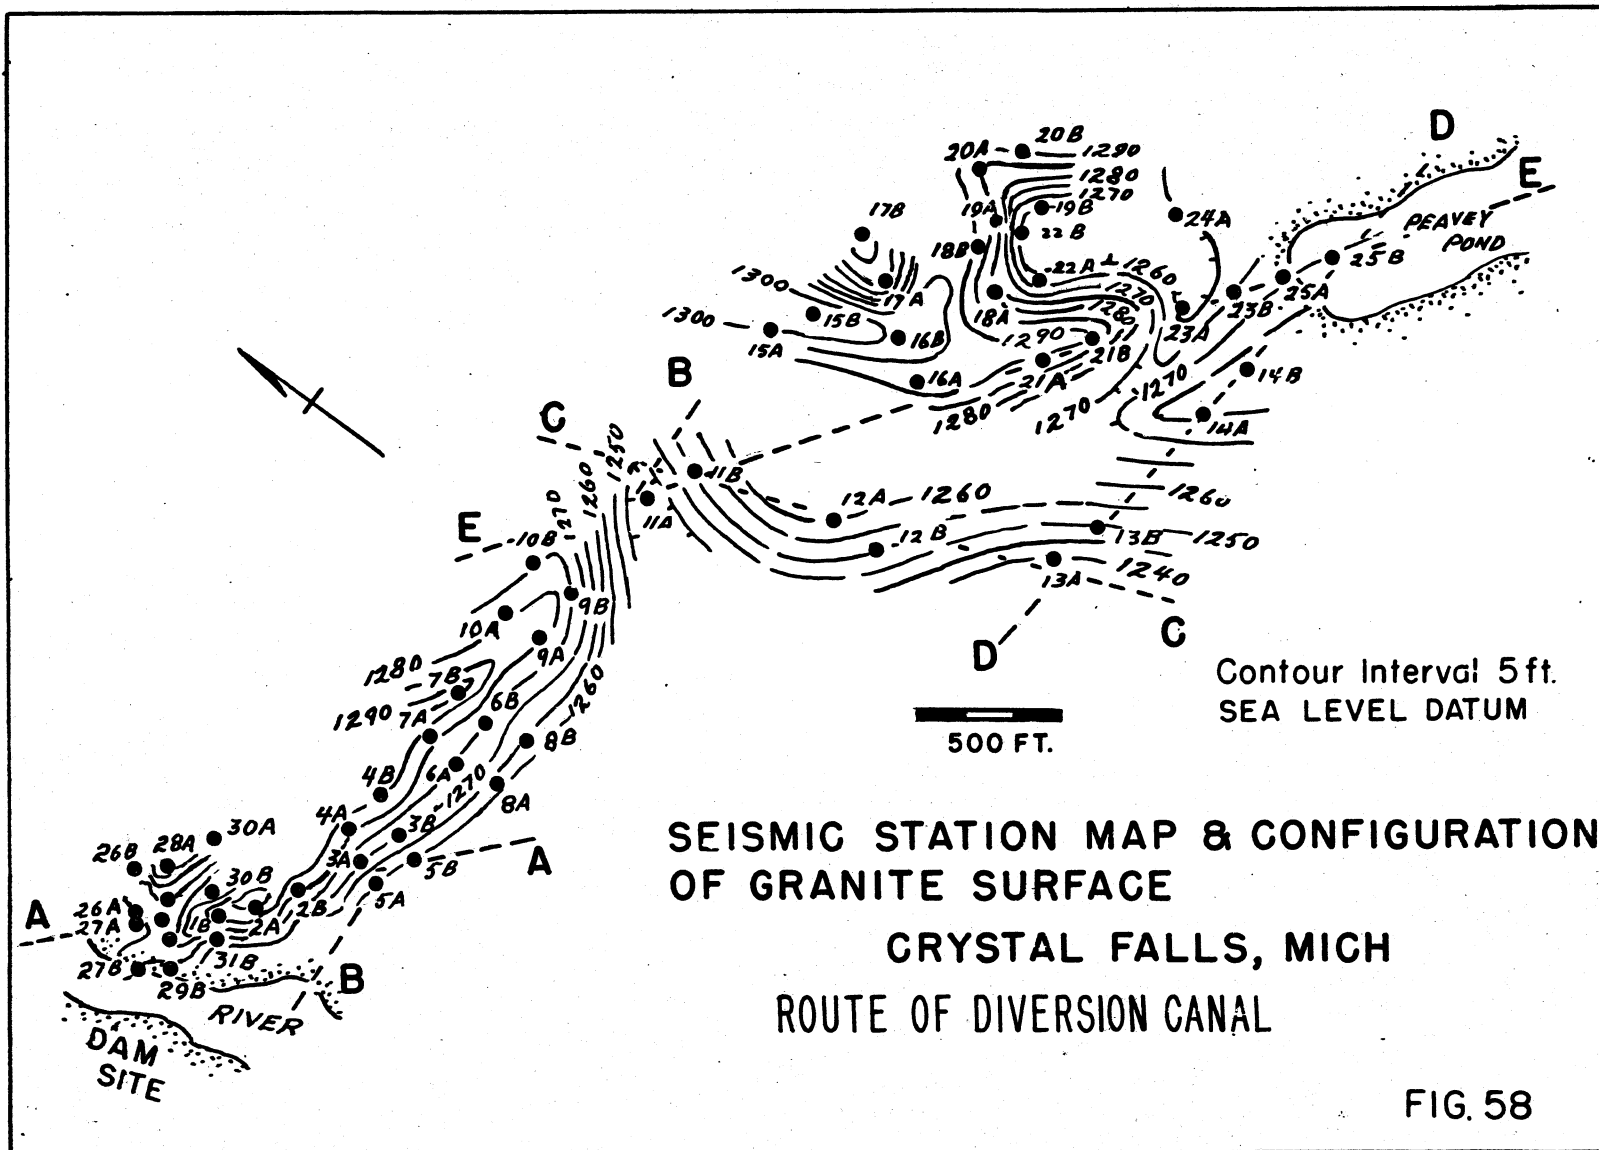 D
20B
20A
1290
1280
E
1270
17B
19A
19B
24A
PEAVEY
POND
22B
18B
25B
1300
22A
1260
17A
1270
25A
1300
15B
18A
1280
23B
23A
15A
16B
1290
21B
B
16A
21A
1270
14B
1280
1270
C
14A
1250
1260
11B
12A
1260
1260
E
1270
11A
10B
12B
13B
1250
13A
1240
9B
C
10A
D
9A
1280
7B
1260
Contour Interval 5ft.
SEA LEVEL DATUM
1290
7A
6B
8B
500 FT.
4B
6A
1270
8A
4A
3B
SEISMIC STATION MAP & CONFIGURATION
OF GRANITE SURFACE
30A
28A
26B
3A
5B
A
30B
2B
5A
26A
A
27A
1B
2A
CRYSTAL FALLS, MICH
31B
27B
B
29B
RIVER
ROUTE OF DIVERSION CANAL
DAM
SITE
FIG. 58